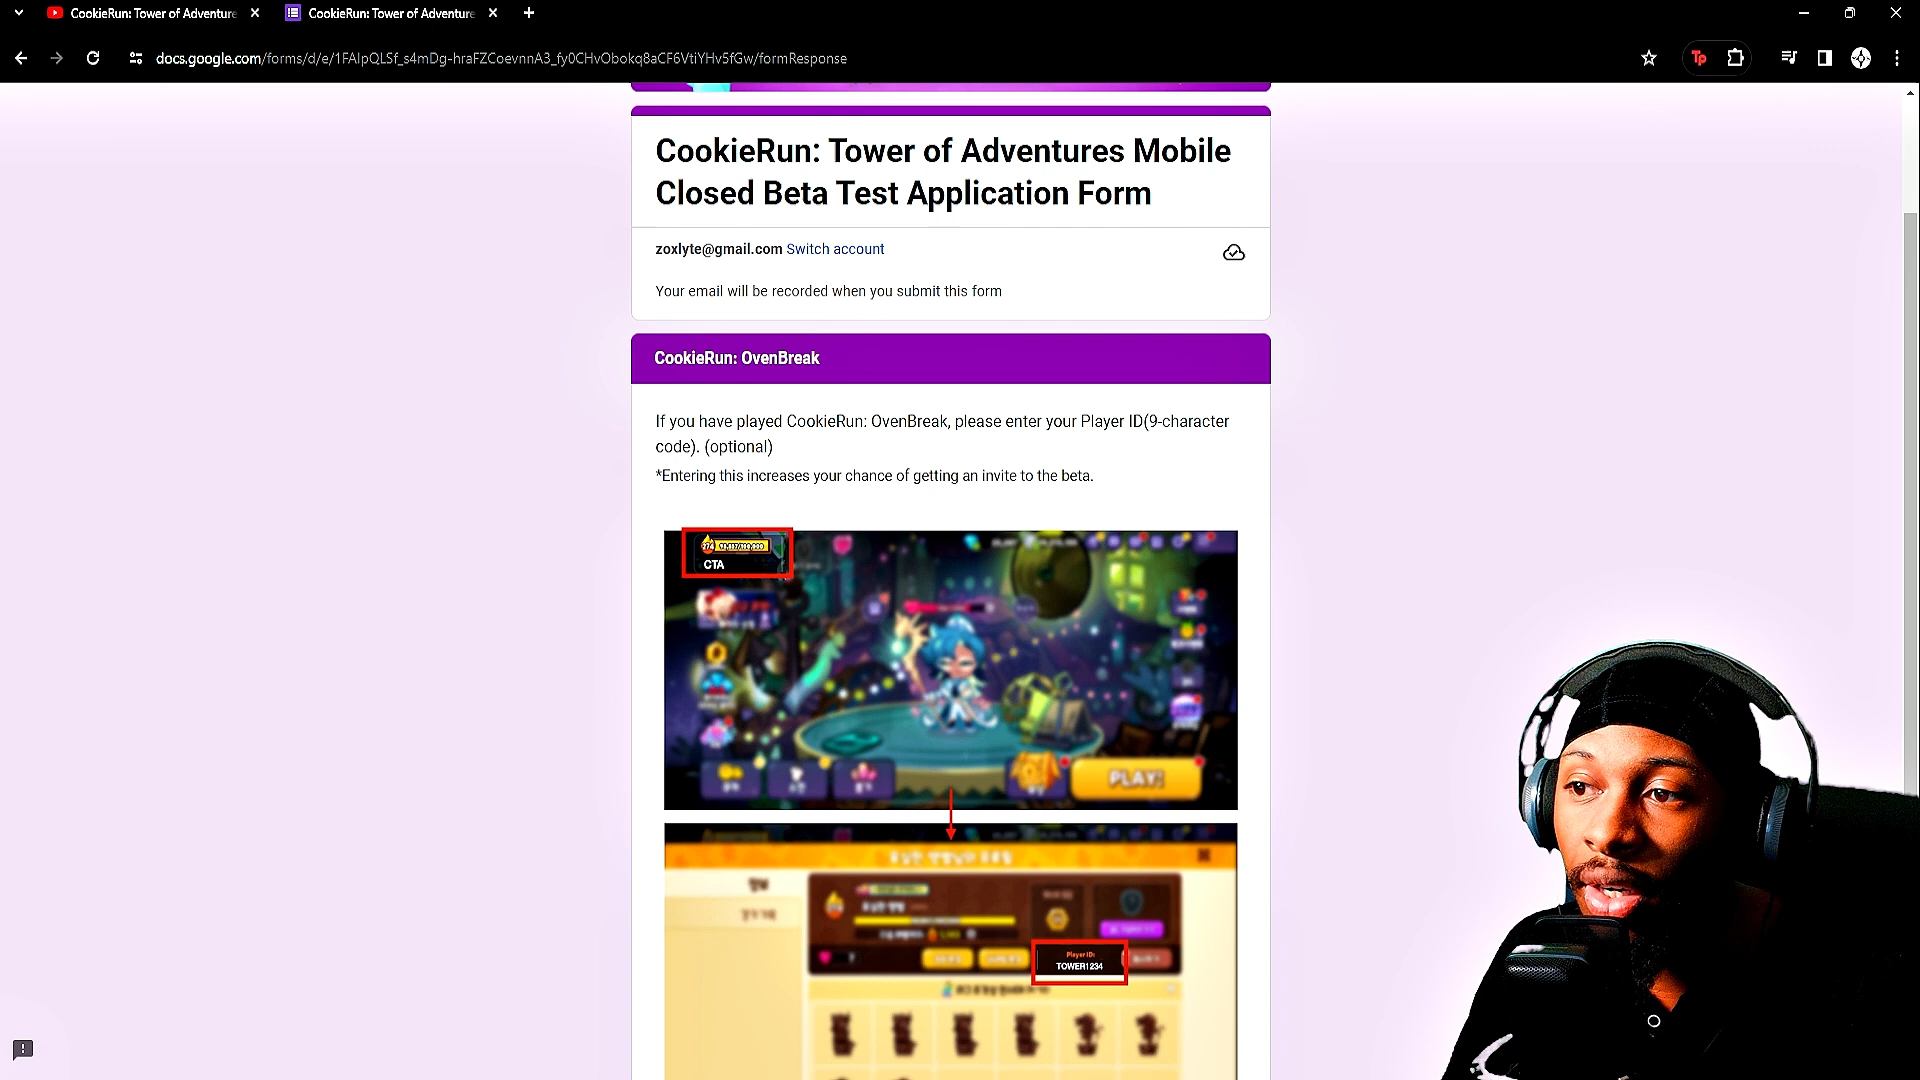 CookieRun: Tower of Adventure
CookieRun: Tower of Adventure
docs.google.com/forms/d/e/1FAIpQLSf_s4mDg-hraFZCoevnnA3_fy0CHvObokq8aCF6VtiYHv5fGw/formResponse
Tp
CookieRun: Tower of Adventures Mobile
Closed Beta Test Application Form
zoxlyte@gmail.com Switch account
Your email will be recorded when you submit this form
CookieRun: OvenBreak
If you have played CookieRun: OvenBreak, please enter your Player ID(9-character
code). (optional)
*Entering this increases your chance of getting an invite to the beta.
CTA
PLAY!
Player ID:
TOWER1234